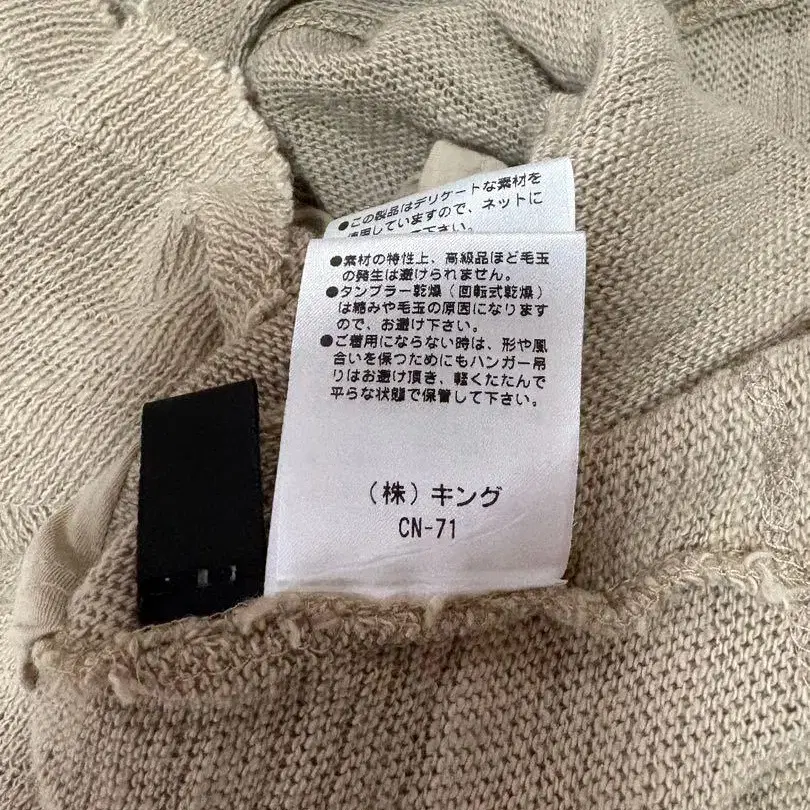 ●この製品はデリケートな素材を
使用していますので、ネットに
●素材の特性上、高級品ほど毛玉
の発生は避けられません。
●タンブラー乾燥(回転式乾燥)
は縮みや毛玉の原因になります
ので、お避け下さい。
●ご着用にならない時は、形や風
合いを保つためにもハンガー吊
りはお避け頂き、軽くたたんで
平らな状態で保管して下さい。
(株)キング
CN-71